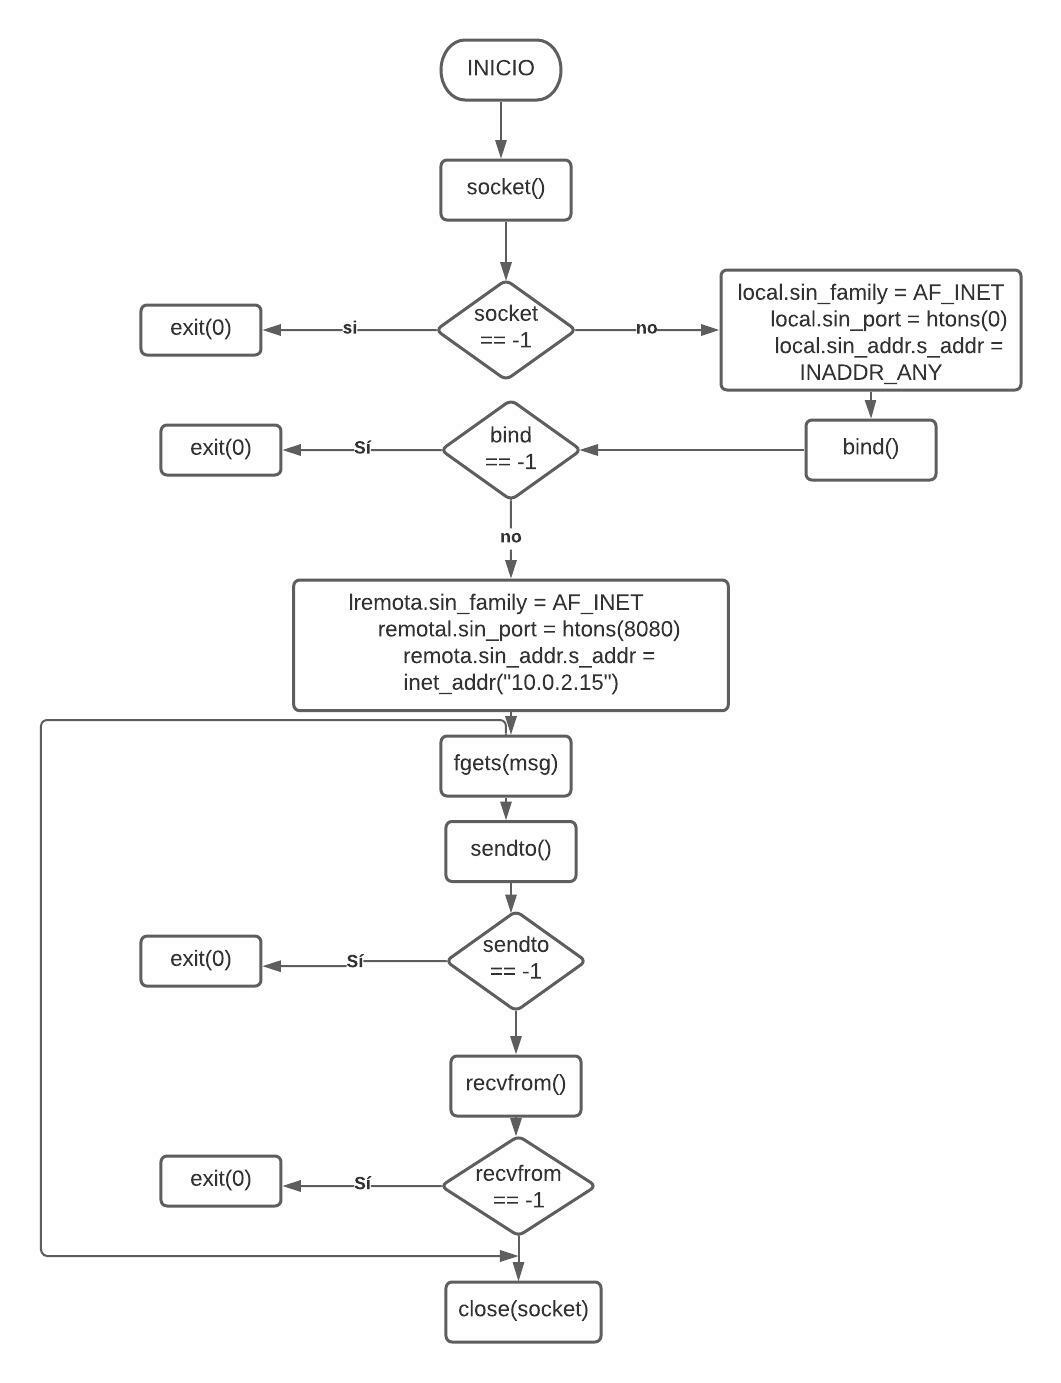 INICIO
socket()
socket
== -1
si
exit(0)
no
local.sin_family = AF_INET
local.sin_port = htons(0)
local.sin_addr.s_addr =
INADDR_ANY
bind()
bind
== -1
Sí
exit(0)
no
lremota.sin_family = AF_INET
remotal.sin_port = htons(8080)
remota.sin_addr.s_addr =
inet_addr("10.0.2.15")
fgets(msg)
sendto()
sendto
== -1
Sí
exit(0)
recvfrom()
recvfrom
== -1
Sí
exit(0)
close(socket)